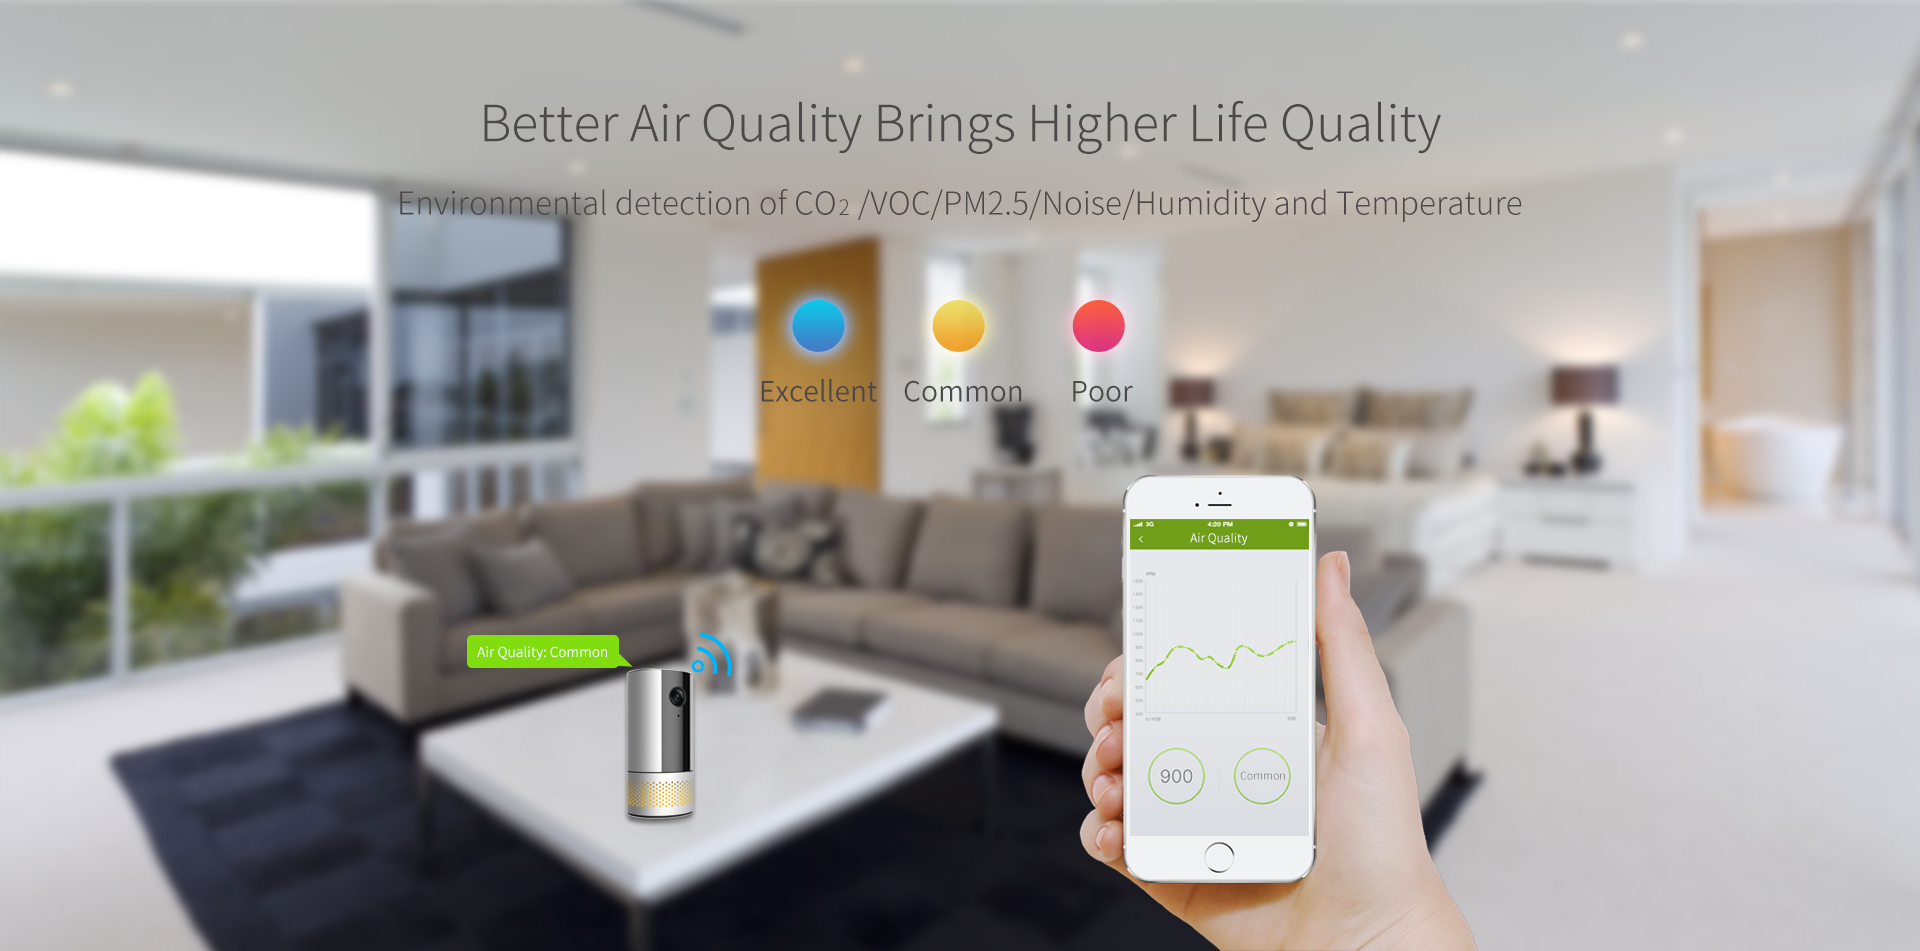 Better Air Quality Brings Higher Life Quality
Environmental detection of CO₂ /VOC/PM2.5/Noise/Humidity and Temperature
Excellent Common Poor
3G 4:20 PM
Air Quality
Air Quality: Common
900 Common